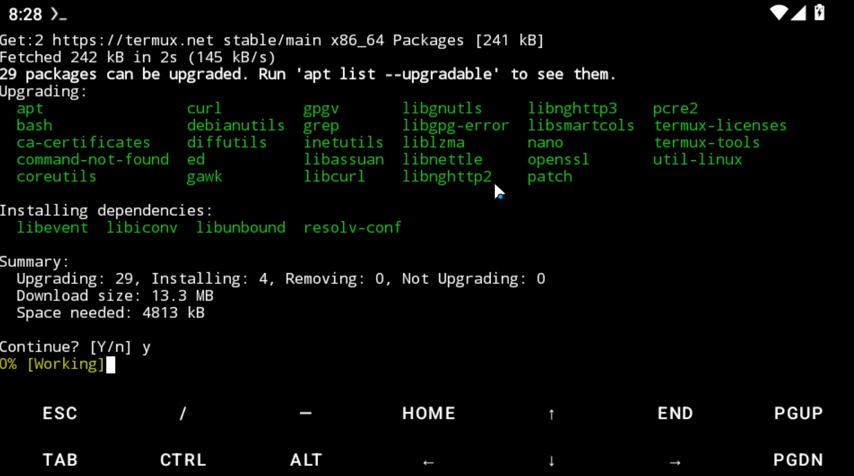 8:28
Get:2 https://termux.net stable/main x86_64 Packages [241 kB]
Fetched 242 kB in 2s (145 kB/s)
29 packages can be upgraded. Run 'apt list --upgradable' to see them.
Upgrading:
apt curl gpgv libgnutls libnghttp3 pcre2
bash debianutils grep libgpg-error libsmartcols termux-licenses
ca-certificates diffutils inetutils liblzma nano termux-tools
command-not-found ed libassuan libnettle openssl util-linux
coreutils gawk libcurl libnghttp2 patch
Installing dependencies:
libevent libiconv libunbound resolv-conf
Summary:
Upgrading: 29, Installing: 4, Removing: 0, Not Upgrading: 0
Download size: 13.3 MB
Space needed: 4813 kB
Continue? [Y/n] y
0% [Working]
ESC / — HOME ↑ END PGUP
TAB CTRL ALT ← ↓ → PGDN